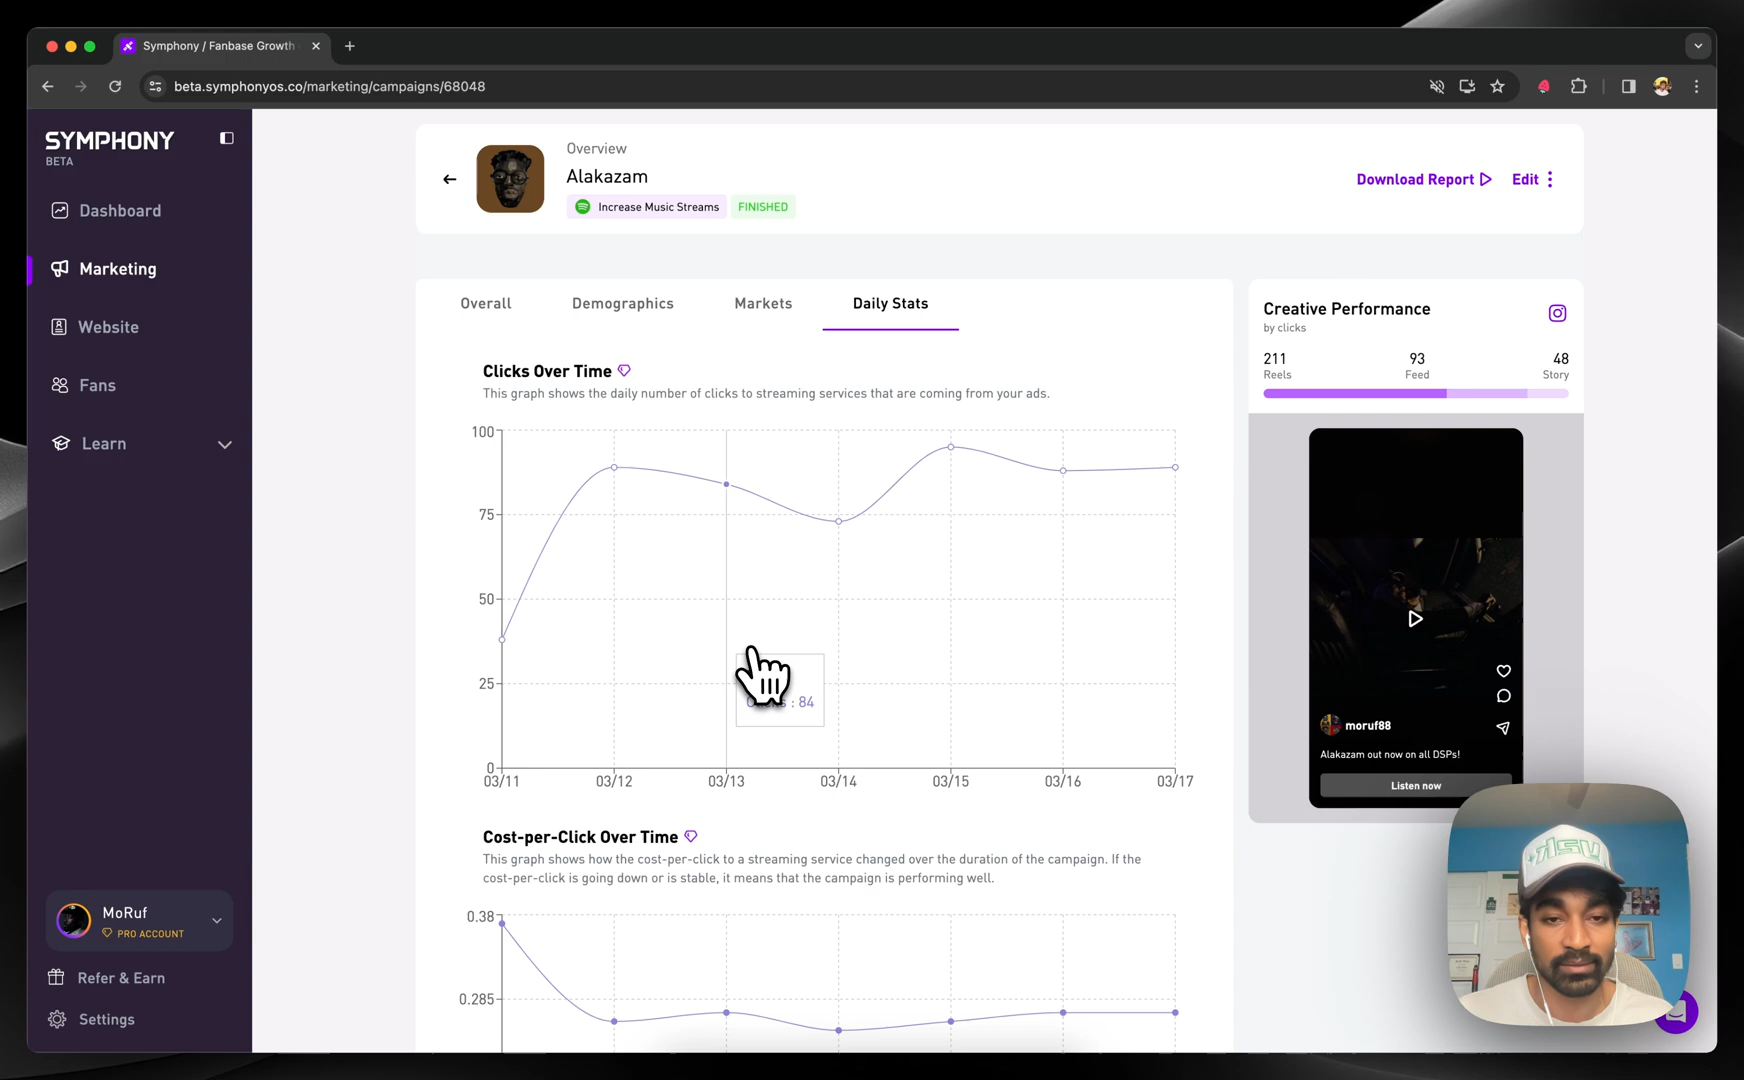 Symphony / Fanbase Growth
beta.symphonyos.co/marketing/campaigns/68048
SYMPHONY
BETA
Dashboard
Marketing
Website
Fans
Learn
MoRuf
PRO ACCOUNT
Refer & Earn
Settings
Overview
Alakazam
Increase Music Streams
FINISHED
Download Report
Edit
Overall
Demographics
Markets
Daily Stats
Clicks Over Time
This graph shows the daily number of clicks to streaming services that are coming from your ads.
100
75
50
25
0
: 84
03/11
03/12
03/13
03/14
03/15
03/16
03/17
Cost-per-Click Over Time
This graph shows how the cost-per-click to a streaming service changed over the duration of the campaign. If the
cost-per-click is going down or is stable, it means that the campaign is performing well.
0.38
0.285
Creative Performance
by clicks
211
Reels
93
Feed
48
Story
moruf88
Alakazam out now on all DSPs!
Listen now